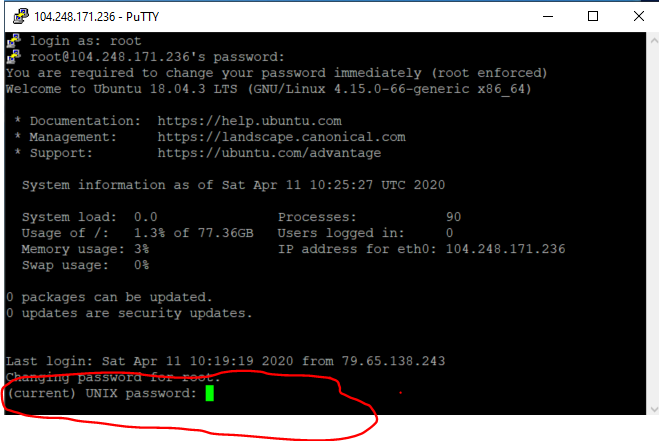 104.248.171.236 - PuTTY
login as: root
root@104.248.171.236's password:
You are required to change your password immediately (root enforced)
Welcome to Ubuntu 18.04.3 LTS (GNU/Linux 4.15.0-66-generic x86_64)
* Documentation:  https://help.ubuntu.com
* Management:     https://landscape.canonical.com
* Support:        https://ubuntu.com/advantage
System information as of Sat Apr 11 10:25:27 UTC 2020
System load:  0.0               Processes:           90
Usage of /:   1.3% of 77.36GB   Users logged in:     0
Memory usage: 3%                IP address for eth0: 104.248.171.236
Swap usage:   0%
0 packages can be updated.
0 updates are security updates.
Last login: Sat Apr 11 10:19:19 2020 from 79.65.138.243
Changing password for root.
(current) UNIX password: